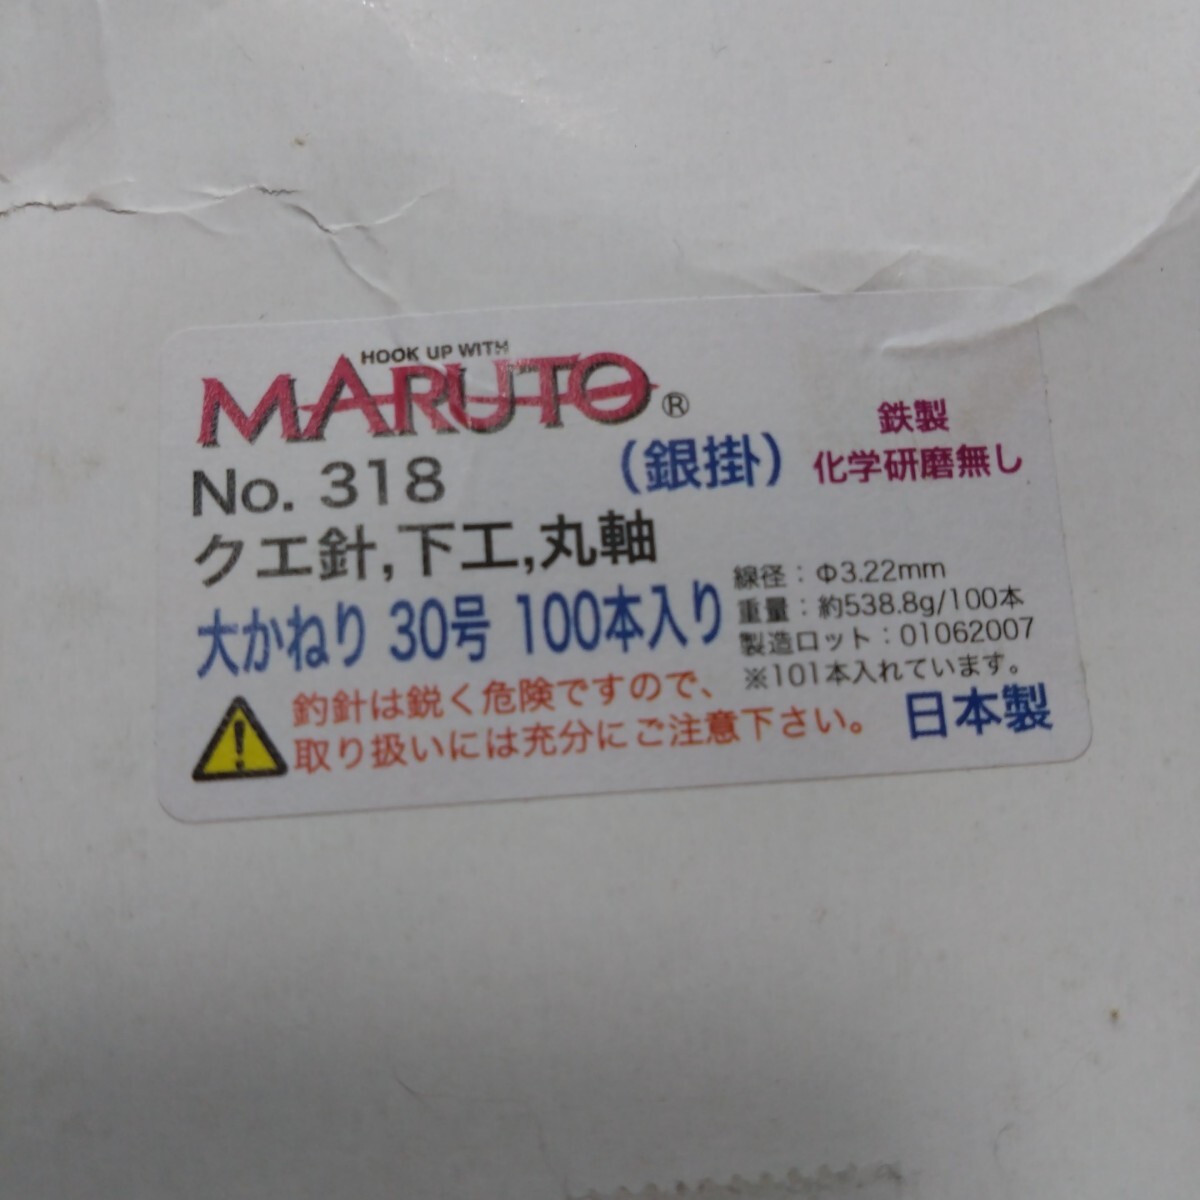 HOOK UP WITH
MARUTO®
No. 318 (銀掛)
鉄製
化学研磨無し
クエ針,下工,丸軸
大かねり 30号 100本入り
線径：Φ3.22mm
重量：約538.8g/100本
製造ロット：01062007
※101本入れています。
釣針は鋭く危険ですので、
取り扱いには充分にご注意下さい。
日本製